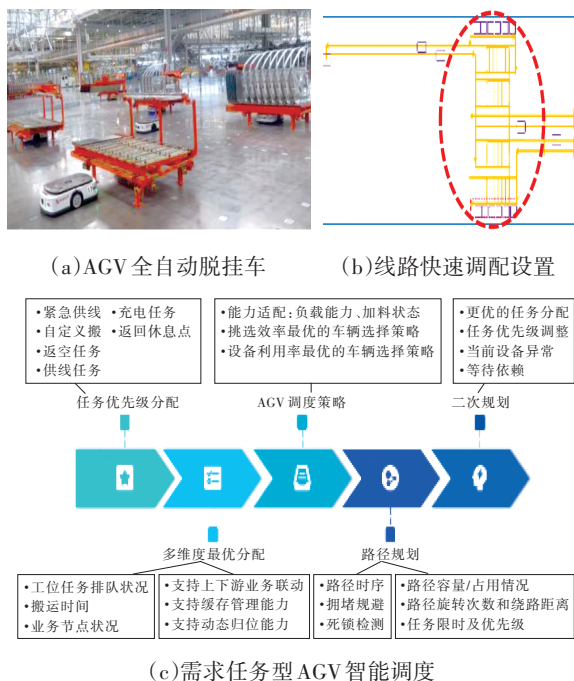 (a)AGV全自动脱挂车
(b)线路快速调配设置
•紧急供线 •充电任务
•自定义搬 •返回休息点
•返空任务
•供线任务
•能力适配:负载能力、加料状态
•挑选效率最优的车辆选择策略
•设备利用率最优的车辆选择策略
•更优的任务分配
•任务优先级调整
•当前设备异常
•等待依赖
任务优先级分配
AGV调度策略
二次规划
多维度最优分配
路径规划
•工位任务排队状况
•搬运时间
•业务节点状况
•支持上下游业务联动
•支持缓存管理能力
•支持动态归位能力
•路径时序
•拥堵规避
•死锁检测
•路径容量/占用情况
•路径旋转次数和绕路距离
•任务限时及优先级
(c)需求任务型AGV智能调度